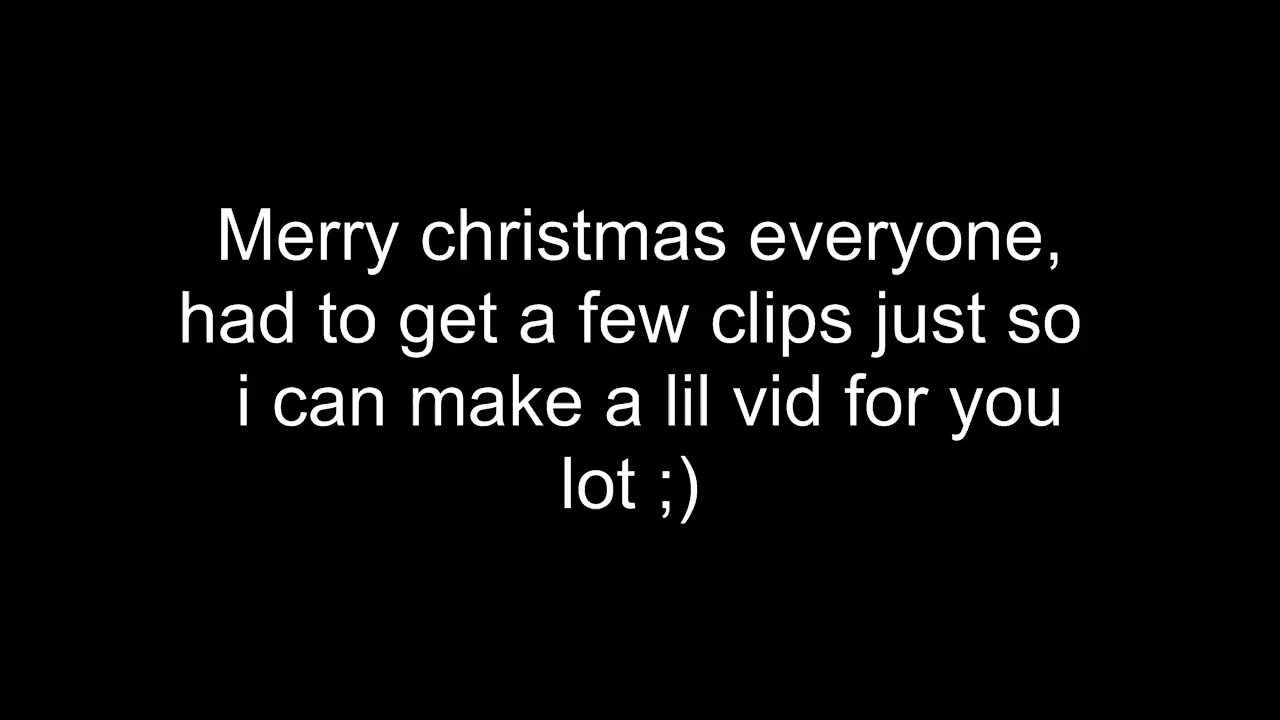 Merry christmas everyone,
had to get a few clips just so
i can make a lil vid for you
lot ;)